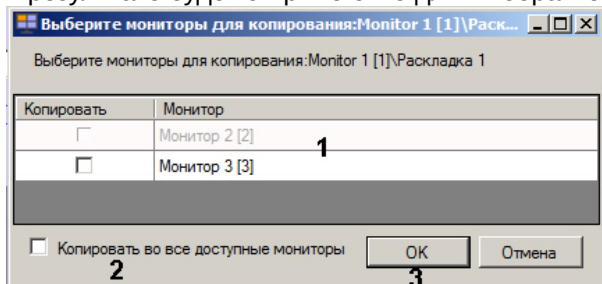 Выберите мониторы для копирования:Monitor 1 [1]\Раск...
Выберите мониторы для копирования:Monitor 1 [1]\Раскладка 1
Копировать Монитор
Монитор 2 [2]
1
Монитор 3 [3]
Копировать во все доступные мониторы OK Отмена
2 3